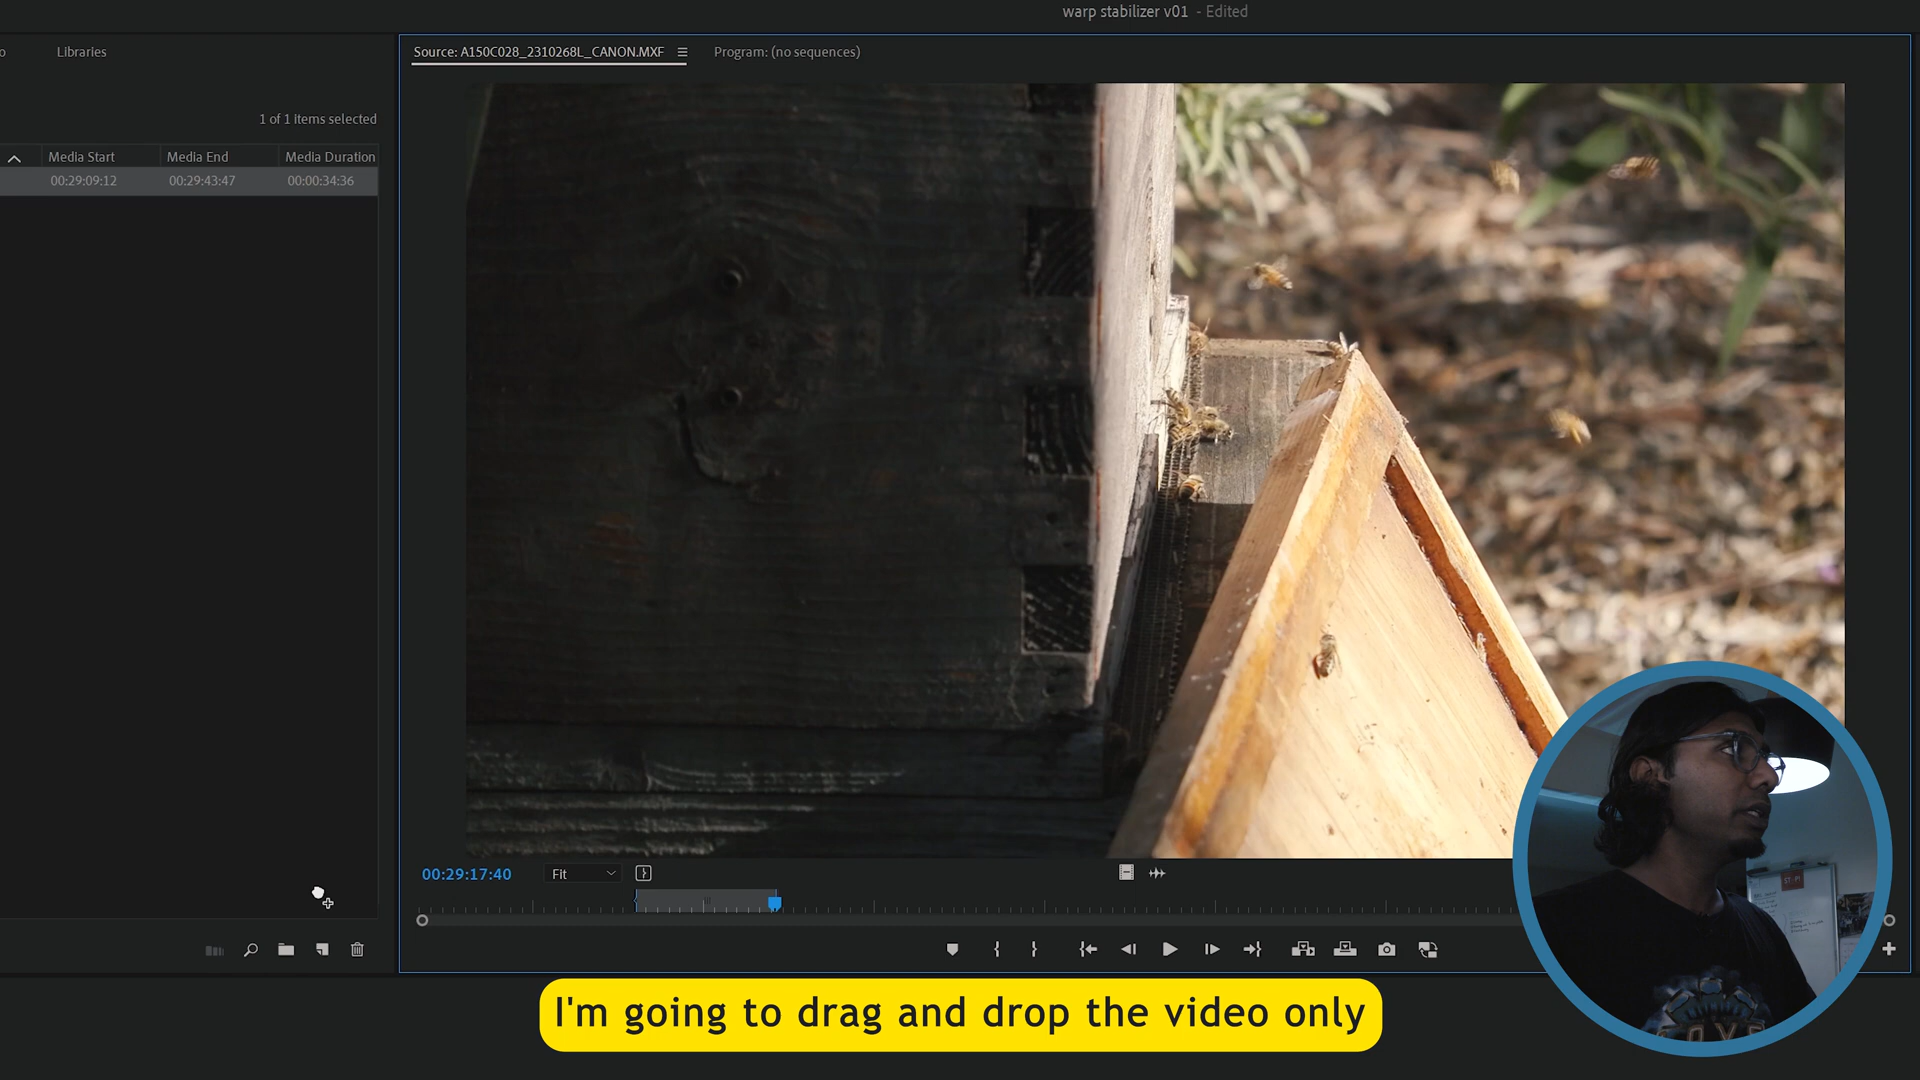 warp stabilizer v01 - Edited
o Libraries
Source: A150C028_2310268L_CANON.MXF
Program: (no sequences)
1 of 1 items selected
Media Start Media End Media Duration
00:29:09:12 00:29:43:47 00:00:34:36
00:29:17:40 Fit
I'm going to drag and drop the video only